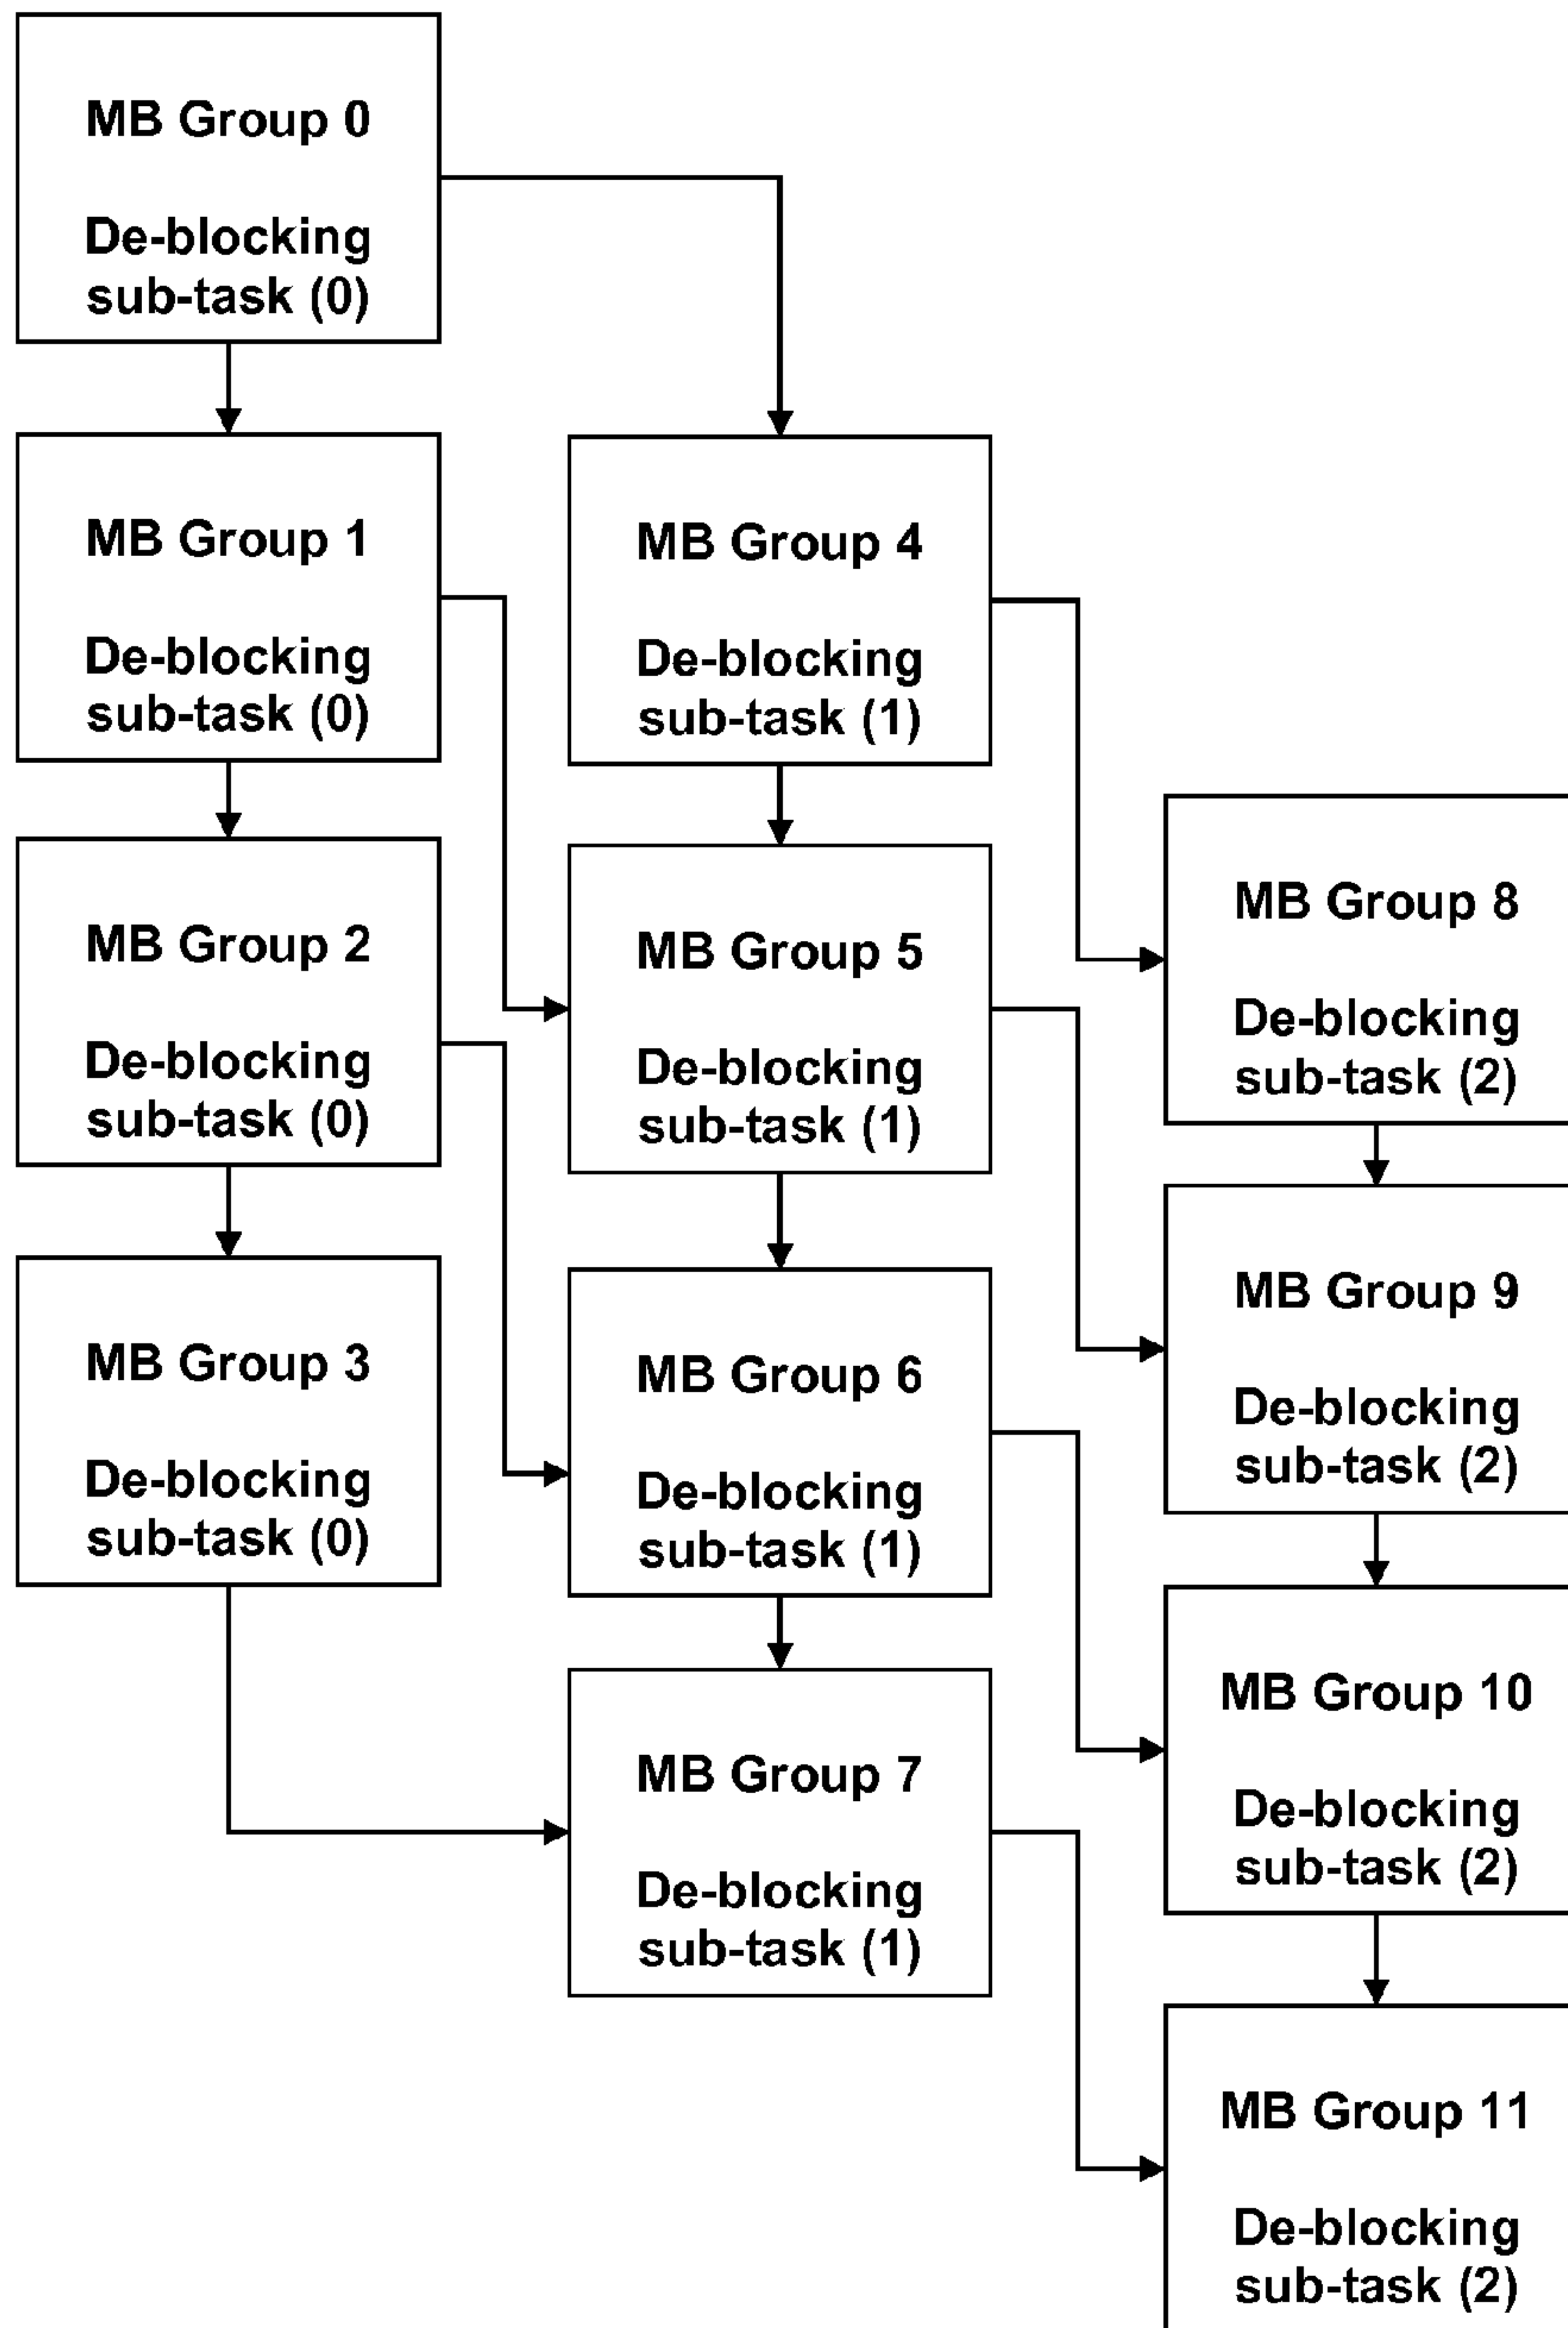 MB Group 0
De-blocking
sub-task (0)
MB Group 1
De-blocking
sub-task (0)
MB Group 2
De-blocking
sub-task (0)
MB Group 3
De-blocking
sub-task (0)
MB Group 4
De-blocking
sub-task (1)
MB Group 5
De-blocking
sub-task (1)
MB Group 6
De-blocking
sub-task (1)
MB Group 7
De-blocking
sub-task (1)
MB Group 8
De-blocking
sub-task (2)
MB Group 9
De-blocking
sub-task (2)
MB Group 10
De-blocking
sub-task (2)
MB Group 11
De-blocking
sub-task (2)